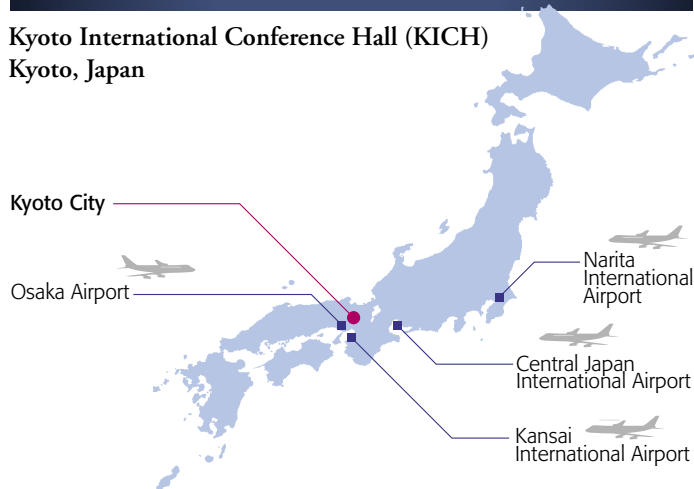 Kyoto International Conference Hall (KICH)
Kyoto, Japan
Kyoto City
Osaka Airport
Narita
International
Airport
Central Japan
International Airport
Kansai
International Airport